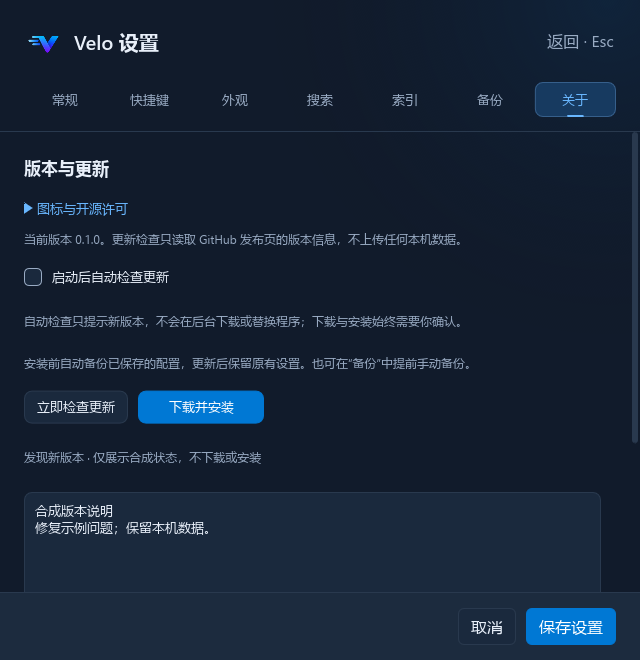 Velo 设置
返回 · Esc
常规 快捷键 外观 搜索 索引 备份 关于
版本与更新
图标与开源许可
当前版本 0.1.0。更新检查只读取 GitHub 发布页的版本信息，不上传任何本机数据。
启动后自动检查更新
自动检查只提示新版本，不会在后台下载或替换程序；下载与安装始终需要你确认。
安装前自动备份已保存的配置，更新后保留原有设置。也可在“备份”中提前手动备份。
立即检查更新 下载并安装
发现新版本 · 仅展示合成状态，不下载或安装
合成版本说明
修复示例问题；保留本机数据。
取消 保存设置